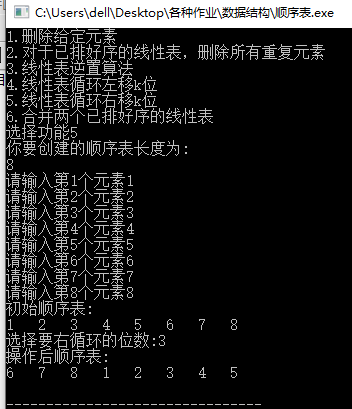 C:\Users\dell\Desktop\各种作业\数据结构\顺序表.exe
1.删除给定元素
2.对于已排好序的线性表，删除所有重复元素
3.线性表逆置算法
4.线性表循环左移k位
5.线性表循环右移k位
6.合并两个已排好序的线性表
选择功能5
你要创建的顺序表长度为:
8
请输入第1个元素1
请输入第2个元素2
请输入第3个元素3
请输入第4个元素4
请输入第5个元素5
请输入第6个元素6
请输入第7个元素7
请输入第8个元素8
初始顺序表:
1 2 3 4 5 6 7 8
选择要右循环的位数:3
操作后顺序表:
6 7 8 1 2 3 4 5
--------------------------------